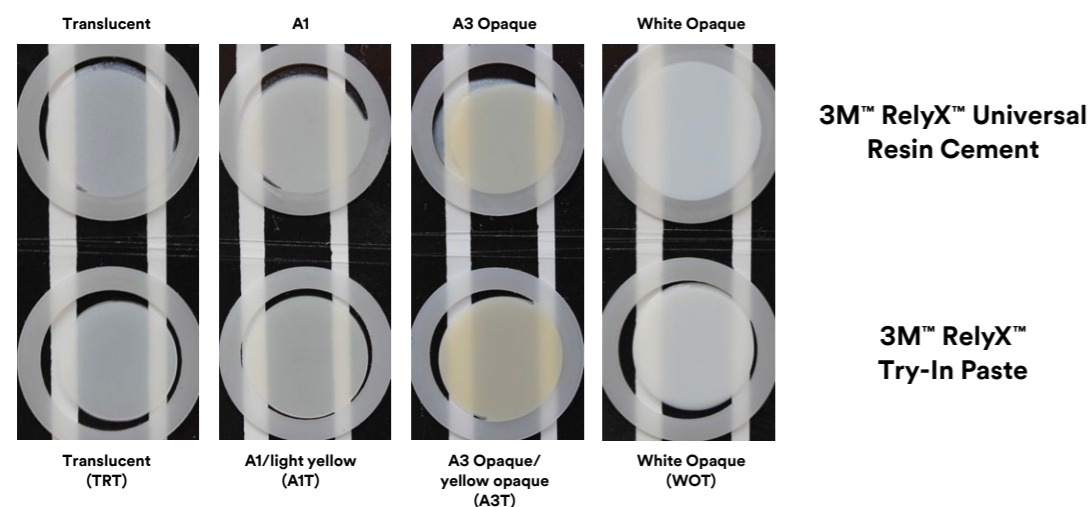 Translucent
A1
A3 Opaque
White Opaque
3M™ RelyX™ Universal
Resin Cement
3M™ RelyX™
Try-In Paste
Translucent
(TRT)
A1/light yellow
(A1T)
A3 Opaque/
yellow opaque
(A3T)
White Opaque
(WOT)